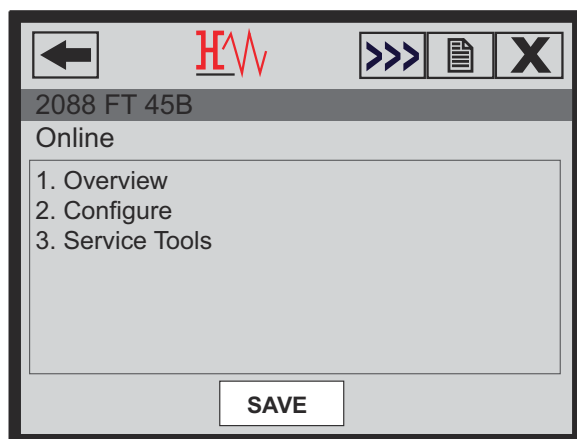 >>>
X
2088 FT 45B
Online
1. Overview
2. Configure
3. Service Tools
SAVE